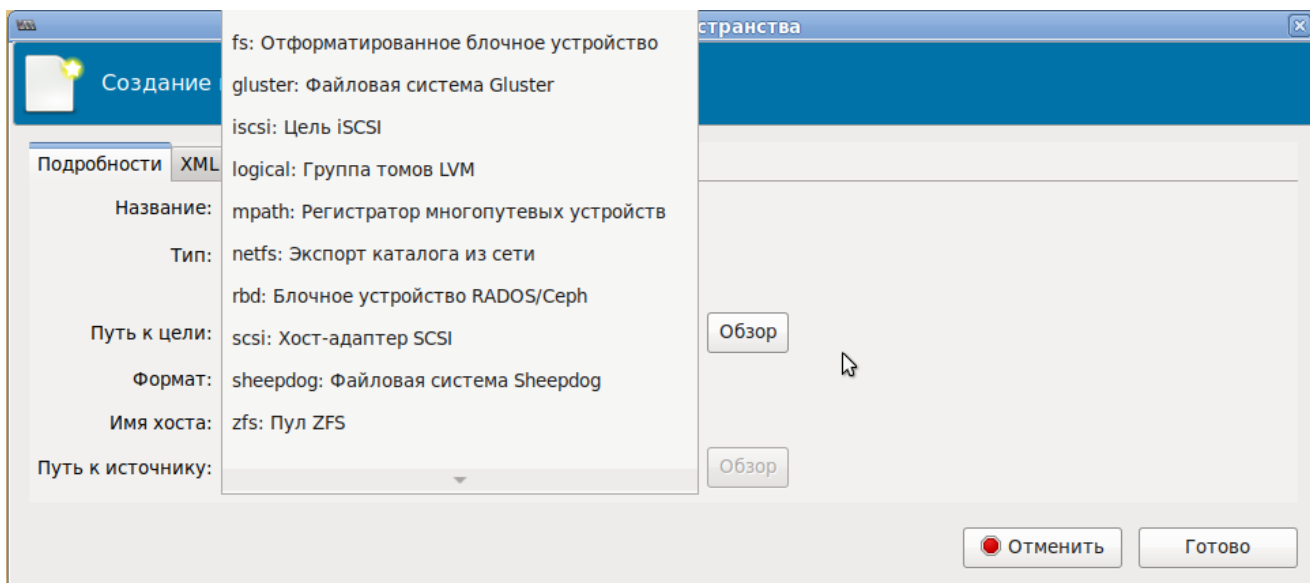 странства
Создание
fs: Отформатированное блочное устройство
gluster: Файловая система Gluster
iscsi: Цель iSCSI
logical: Группа томов LVM
mpath: Регистратор многопутевых устройств
netfs: Экспорт каталога из сети
rbd: Блочное устройство RADOS/Ceph
scsi: Хост-адаптер SCSI
sheepdog: Файловая система Sheepdog
zfs: Пул ZFS
Подробности XML
Название:
Тип:
Путь к цели: Обзор
Формат:
Имя хоста:
Путь к источнику: Обзор
Отменить Готово